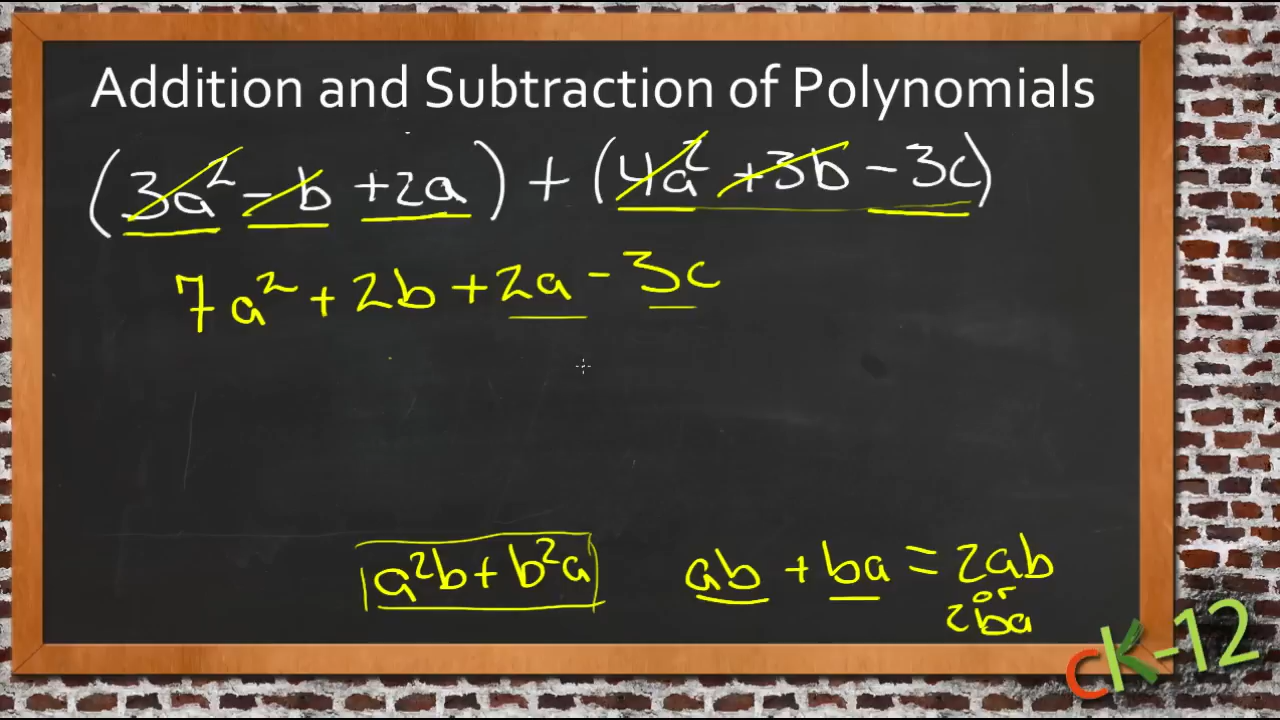 Addition and Subtraction of Polynomials
(3a² - b + 2a) + (4a² + 3b - 3c)
7a² + 2b + 2a - 3c
a²b + b²a
ab + ba = 2ab
or
2ba
CK-12